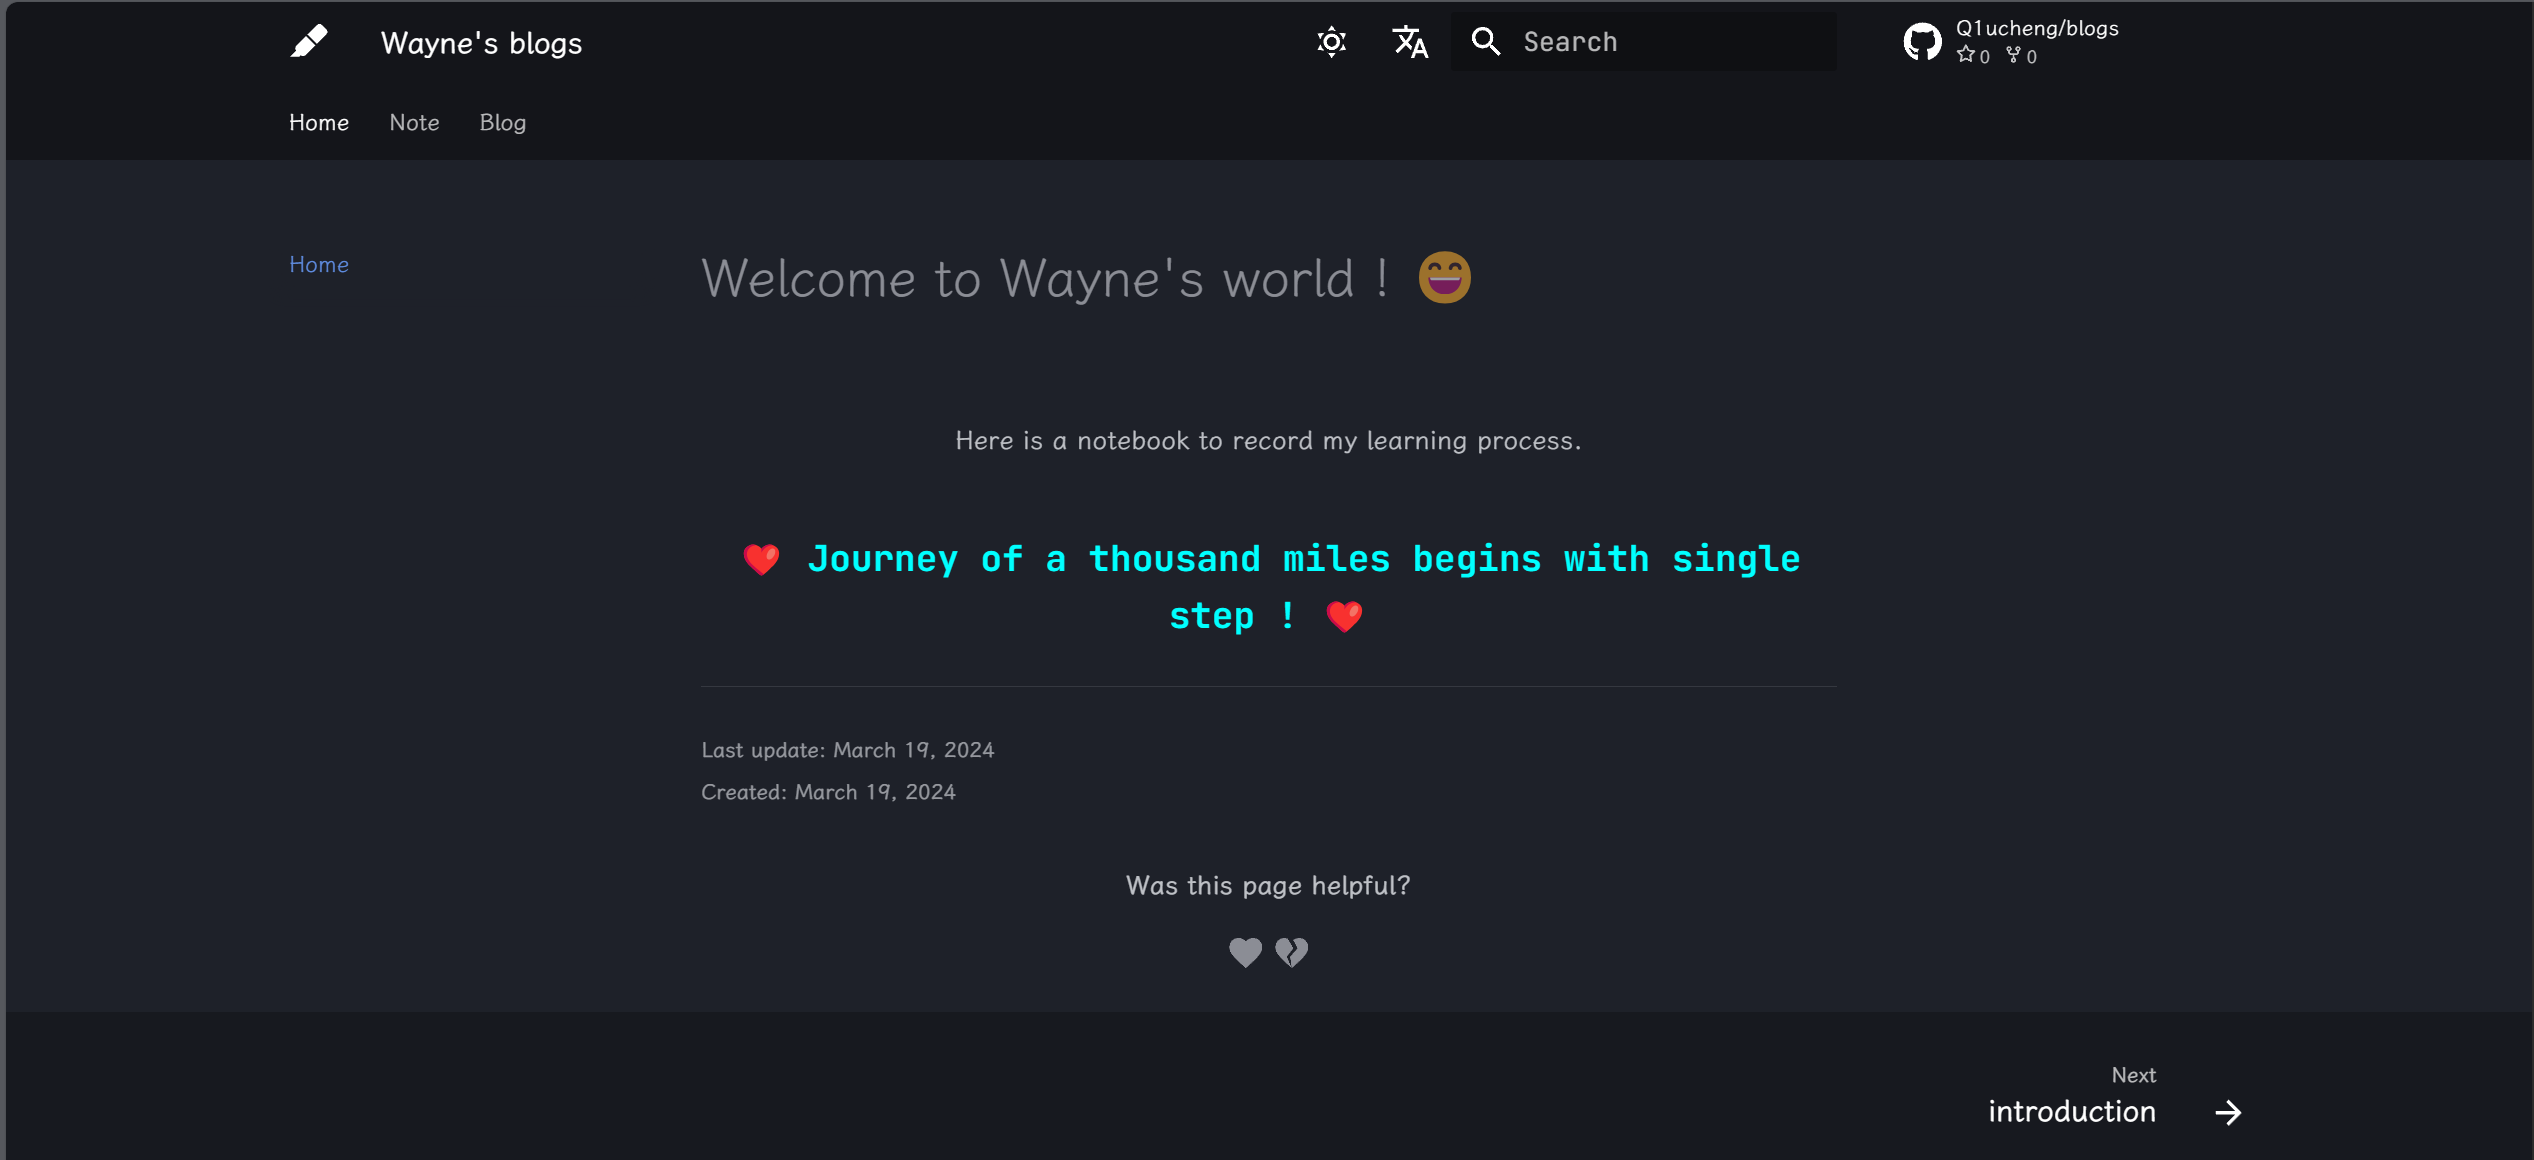 Wayne's blogs
Search
Q1ucheng/blogs
0 0
Home Note Blog
Home
Welcome to Wayne's world ! 😄
Here is a notebook to record my learning process.
❤️ Journey of a thousand miles begins with single
step ! ❤️
Last update: March 19, 2024
Created: March 19, 2024
Was this page helpful?
Next
introduction